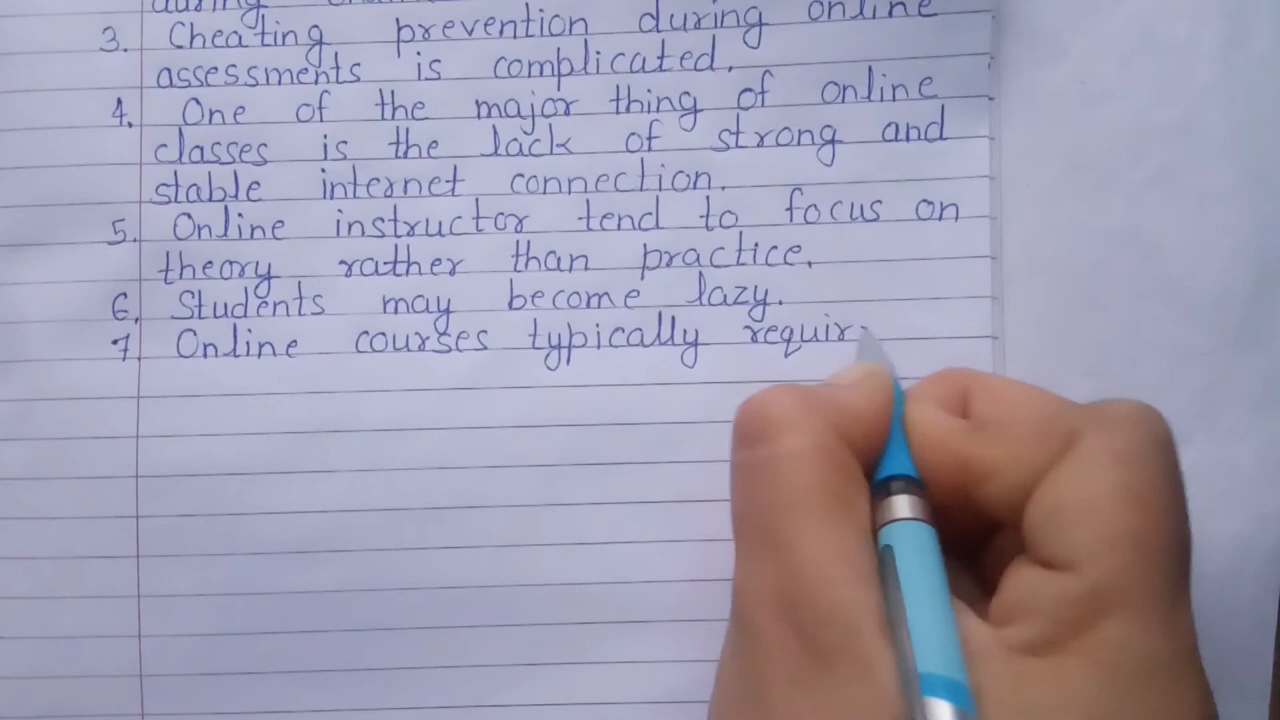 during
3. Cheating prevention during online
assessments is complicated.
4. One of the major thing of online
classes is the lack of strong and
stable internet connection.
5. Online instructor tend to focus on
theory rather than practice.
6. Students may become lazy.
7 Online courses typically requir